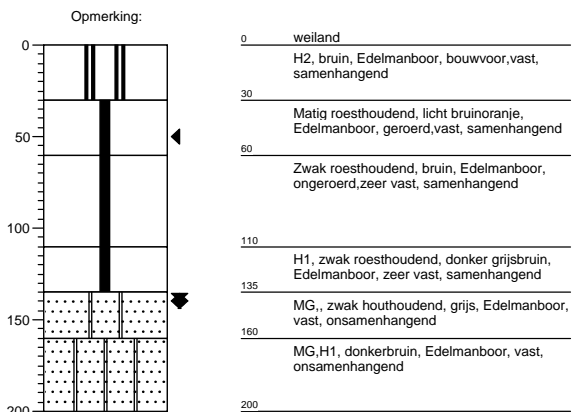 Opmerking:
0
50
100
150
200
0 weiland
H2, bruin, Edelmanboor, bouwvoor,vast,
samenhangend
30
Matig roesthoudend, licht bruinoranje,
Edelmanboor, geroerd,vast, samenhangend
60
Zwak roesthoudend, bruin, Edelmanboor,
ongeroerd,zeer vast, samenhangend
110
H1, zwak roesthoudend, donker grijsbruin,
Edelmanboor, zeer vast, samenhangend
135
MG,, zwak houthoudend, grijs, Edelmanboor,
vast, onsamenhangend
160
MG,H1, donkerbruin, Edelmanboor, vast,
onsamenhangend
200